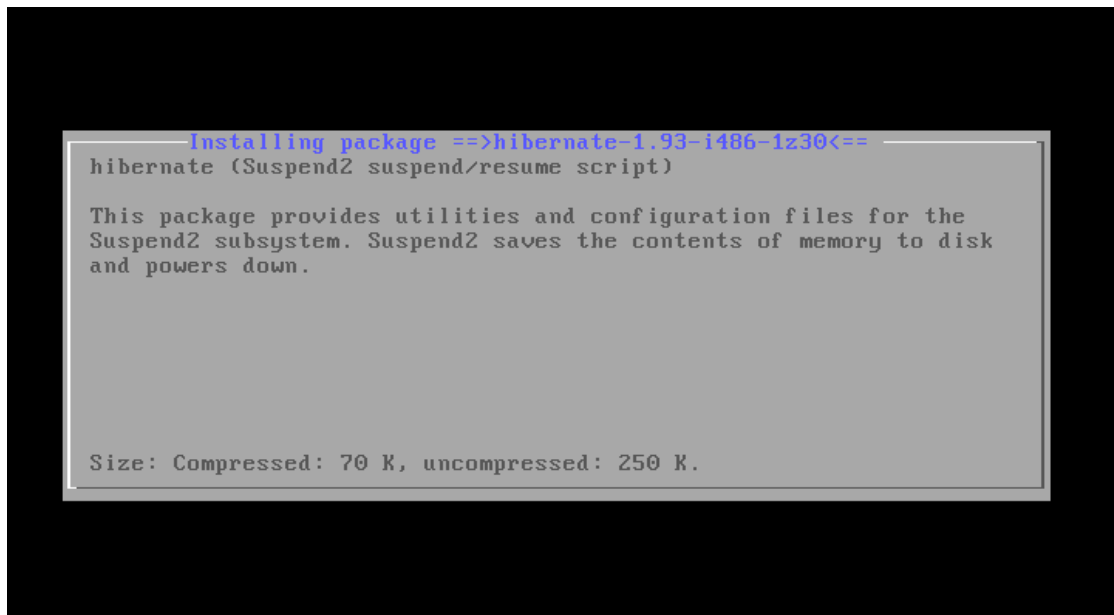 Installing package ==>hibernate-1.93-i486-1z30<==
hibernate (Suspend2 suspend/resume script)
This package provides utilities and configuration files for the
Suspend2 subsystem. Suspend2 saves the contents of memory to disk
and powers down.
Size: Compressed: 70 K, uncompressed: 250 K.